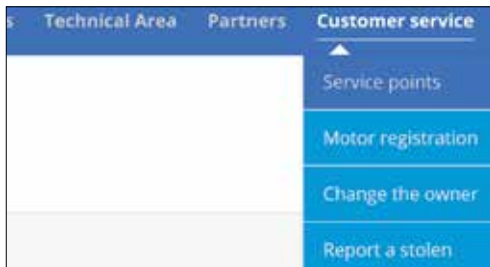 s Technical Area Partners Customer service
Service points
Motor registration
Change the owner
Report a stolen